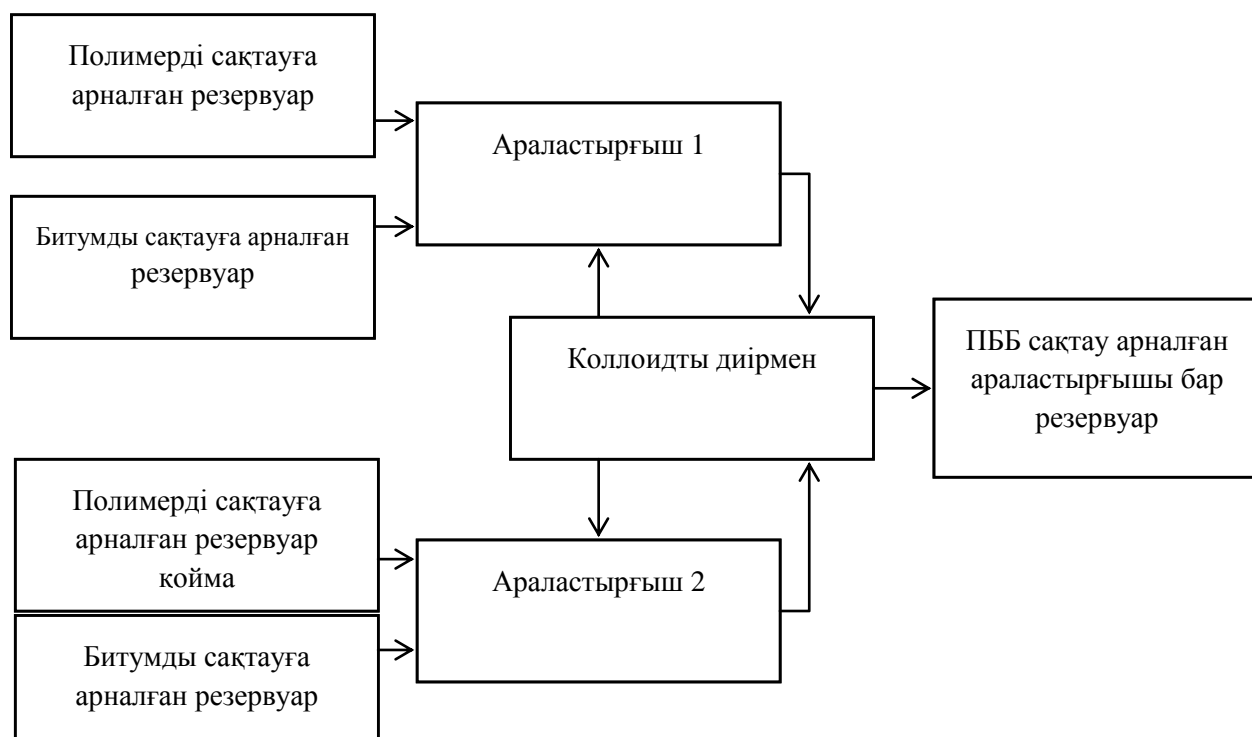 Полимерді сақтауға
арналған резервуар
Араластырғыш 1
Битумды сақтауға арналған
резервуар
Коллоидты диірмен
ПББ сақтау арналған
араластырғышы бар
резервуар
Полимерді сақтауға
арналған резервуар
қойма
Араластырғыш 2
Битумды сақтауға
арналған резервуар